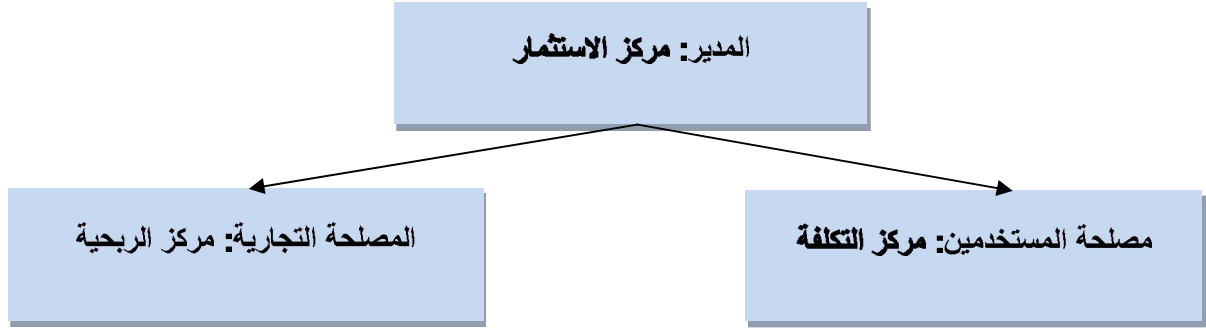 المدير: مركز الاستثمار
مصلحة المستخدمين: مركز التكلفة
المصلحة التجارية: مركز الربحية